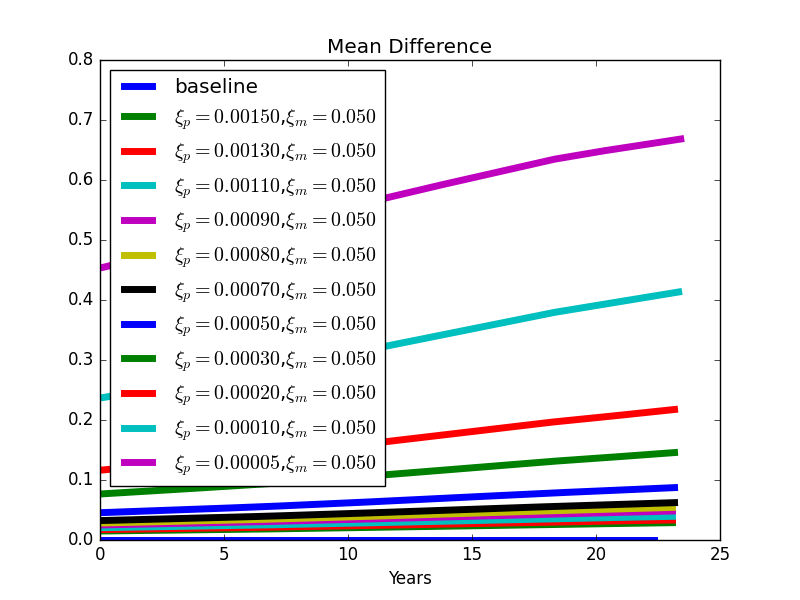 Mean Difference
0.8
0.7
0.6
0.5
0.4
0.3
0.2
0.1
0.0
baseline
ξp = 0.00150,ξm = 0.050
ξp = 0.00130,ξm = 0.050
ξp = 0.00110,ξm = 0.050
ξp = 0.00090,ξm = 0.050
ξp = 0.00080,ξm = 0.050
ξp = 0.00070,ξm = 0.050
ξp = 0.00050,ξm = 0.050
ξp = 0.00030,ξm = 0.050
ξp = 0.00020,ξm = 0.050
ξp = 0.00010,ξm = 0.050
ξp = 0.00005,ξm = 0.050
0 5 10 15 20 25
Years